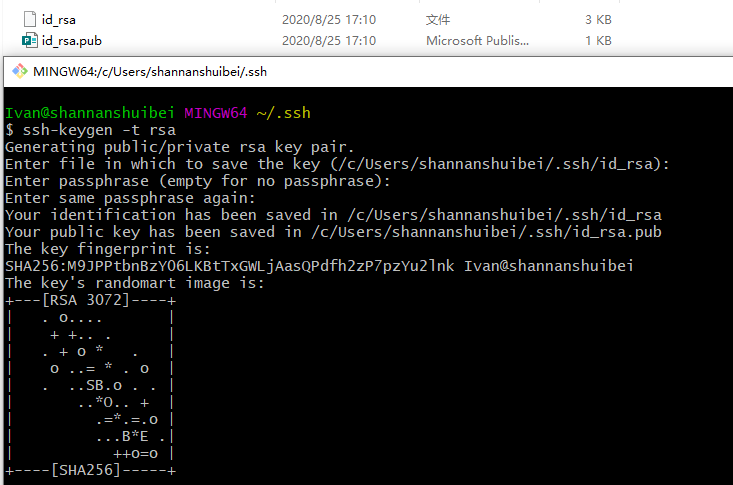 id_rsa 2020/8/25 17:10 文件 3 KB
id_rsa.pub 2020/8/25 17:10 Microsoft Publis... 1 KB
MINGW64:/c/Users/shannanshuibei/.ssh
Ivan@shannanshuibei MINGW64 ~/.ssh
$ ssh-keygen -t rsa
Generating public/private rsa key pair.
Enter file in which to save the key (/c/Users/shannanshuibei/.ssh/id_rsa):
Enter passphrase (empty for no passphrase):
Enter same passphrase again:
Your identification has been saved in /c/Users/shannanshuibei/.ssh/id_rsa
Your public key has been saved in /c/Users/shannanshuibei/.ssh/id_rsa.pub
The key fingerprint is:
SHA256:M9JPPtbnBzYO6LKBtTxGWLjAasQPdfh2zP7pzYu2lnk Ivan@shannanshuibei
The key's randomart image is:
+---[RSA 3072]----+
|   . o....       |
|    + +.. .      |
|   . + o *   .   |
|    o ..= * . o  |
|   .  ..SB.o . . |
|       ..*O.. +  |
|         .=*.=.o |
|         ...B*E .|
|           ++o=o |
+----[SHA256]-----+